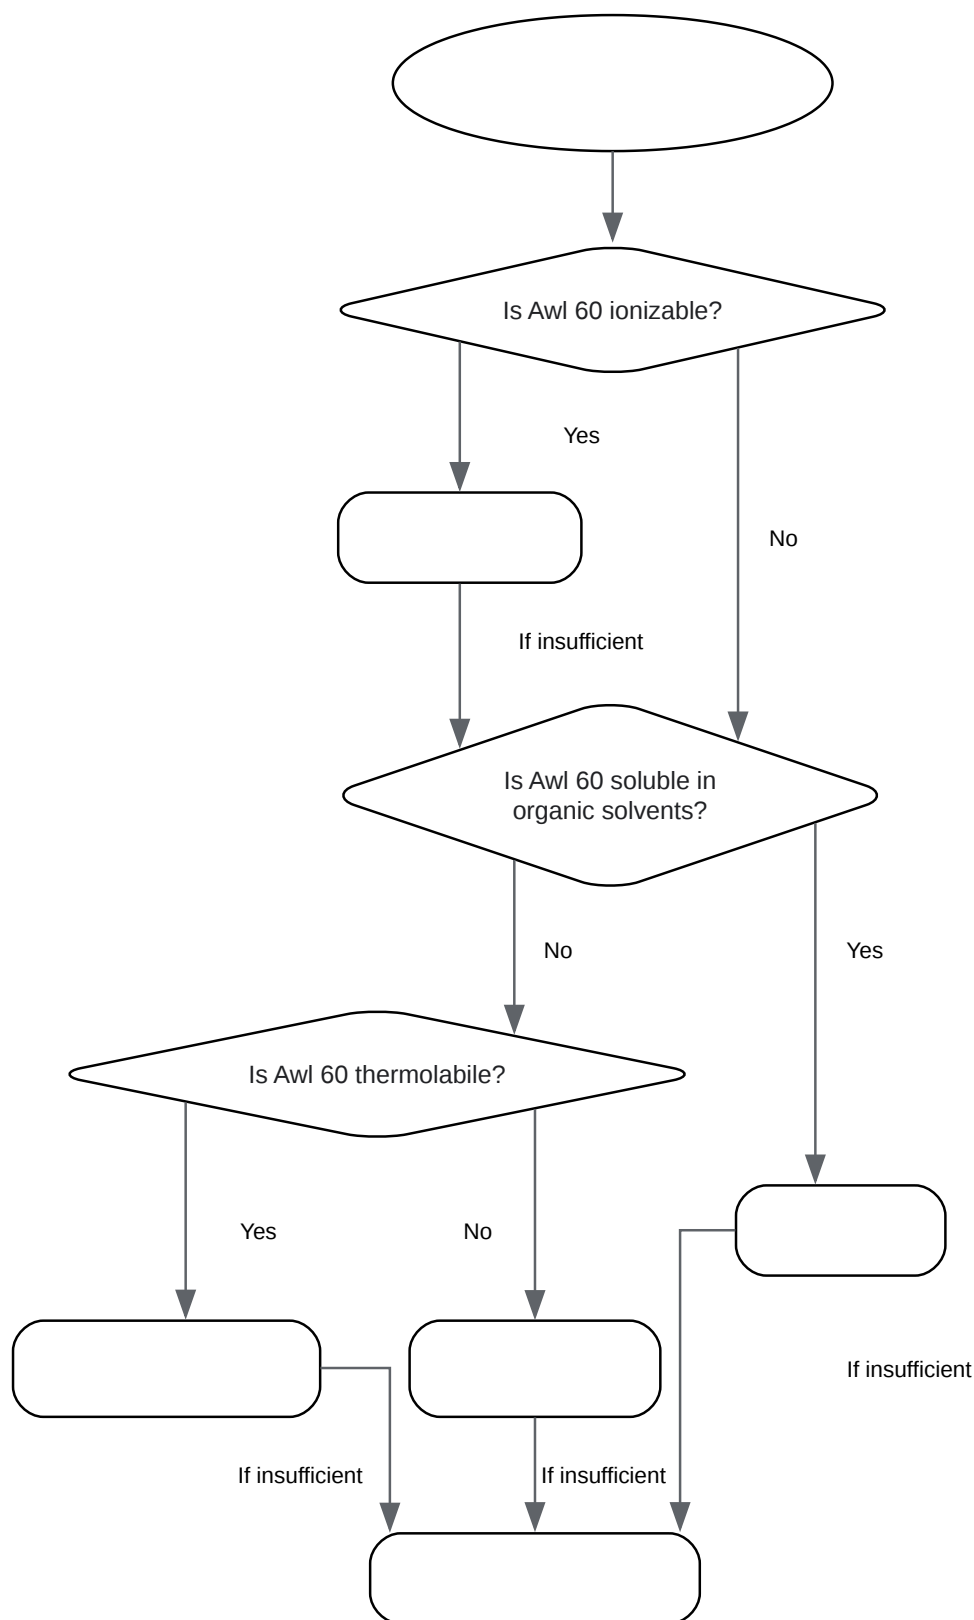 Is Awl 60 ionizable?
Yes
No
If insufficient
Is Awl 60 soluble in
organic solvents?
No
Yes
Is Awl 60 thermolabile?
Yes
No
If insufficient
If insufficient
If insufficient